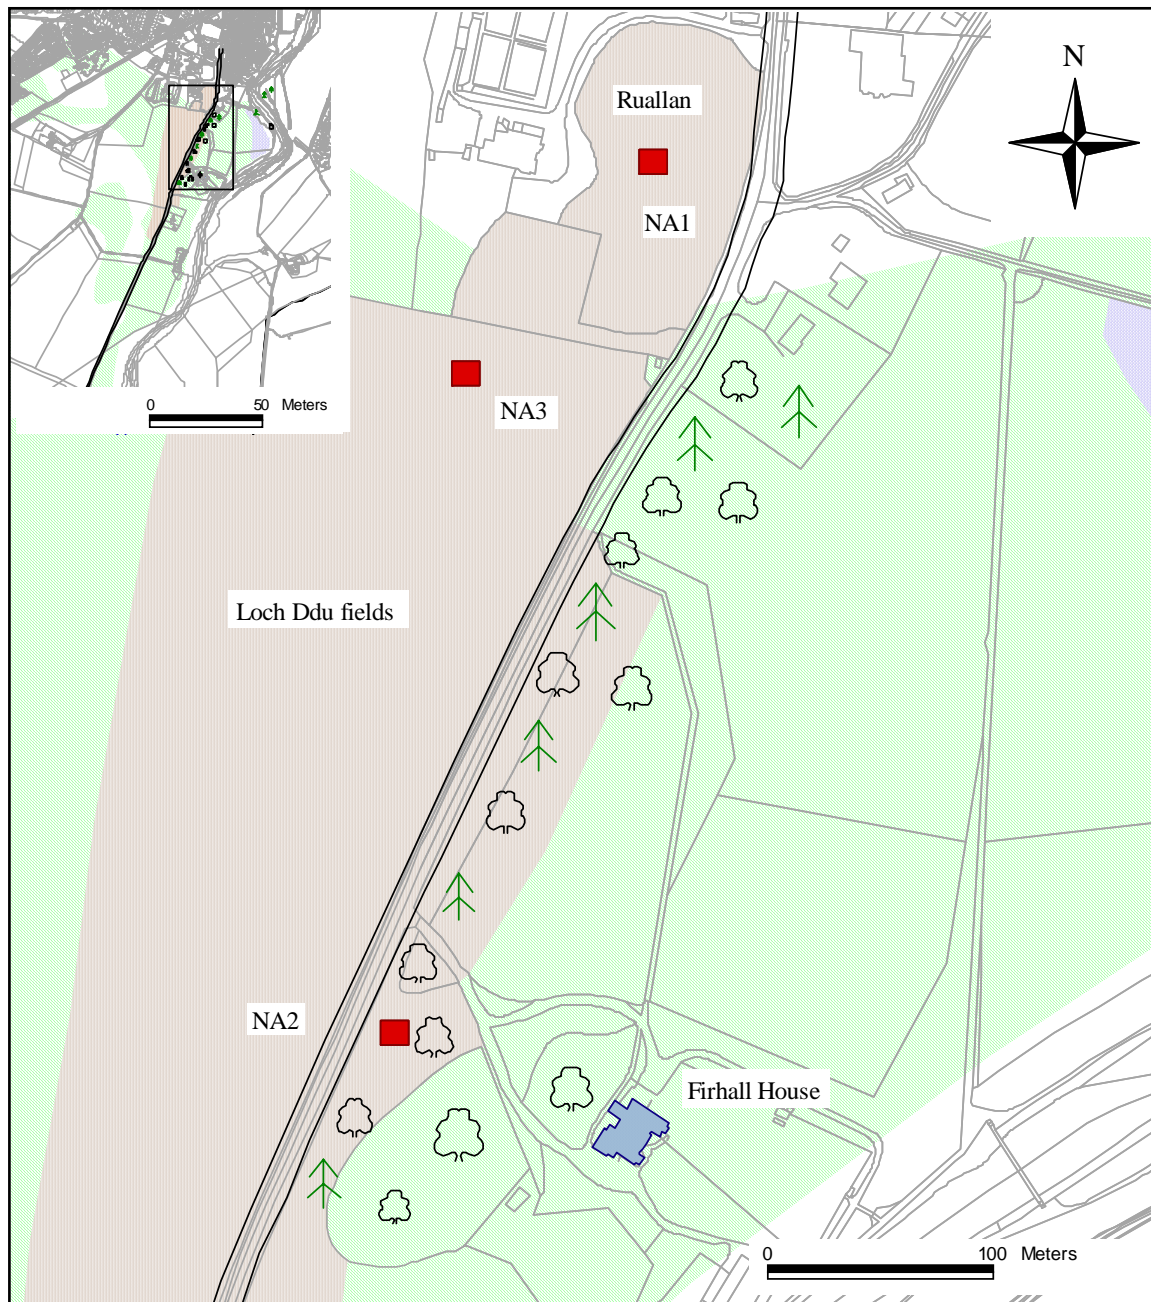 N
Ruallan
NA1
NA3
0 50 Meters
Loch Ddu fields
NA2
Firhall House
0 100 Meters